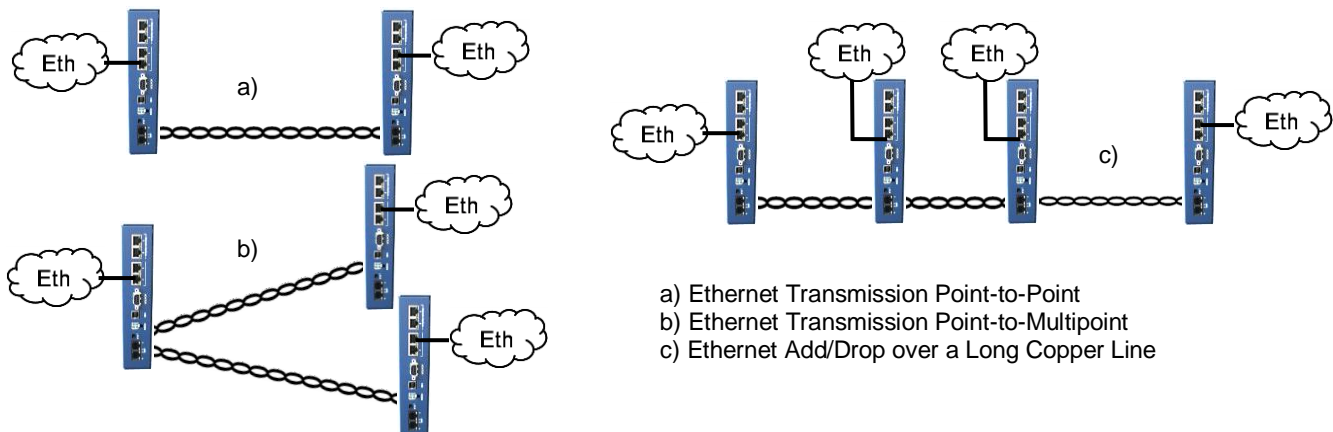 Eth
Eth
a)
Eth
Eth
b)
Eth
Eth
Eth
Eth
Eth
c)
a) Ethernet Transmission Point-to-Point
b) Ethernet Transmission Point-to-Multipoint
c) Ethernet Add/Drop over a Long Copper Line